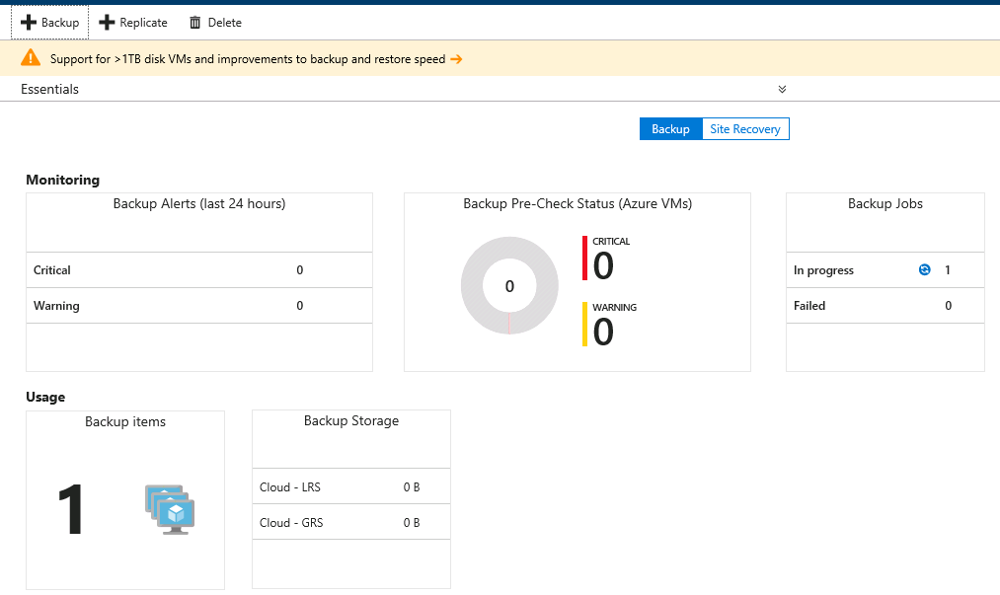 Backup Replicate Delete
Support for >1TB disk VMs and improvements to backup and restore speed →
Essentials
Backup Site Recovery
Monitoring
Backup Alerts (last 24 hours)
Critical 0
Warning 0
Backup Pre-Check Status (Azure VMs)
0
CRITICAL
0
WARNING
0
Backup Jobs
In progress 1
Failed 0
Usage
Backup items
1
Backup Storage
Cloud - LRS 0 B
Cloud - GRS 0 B